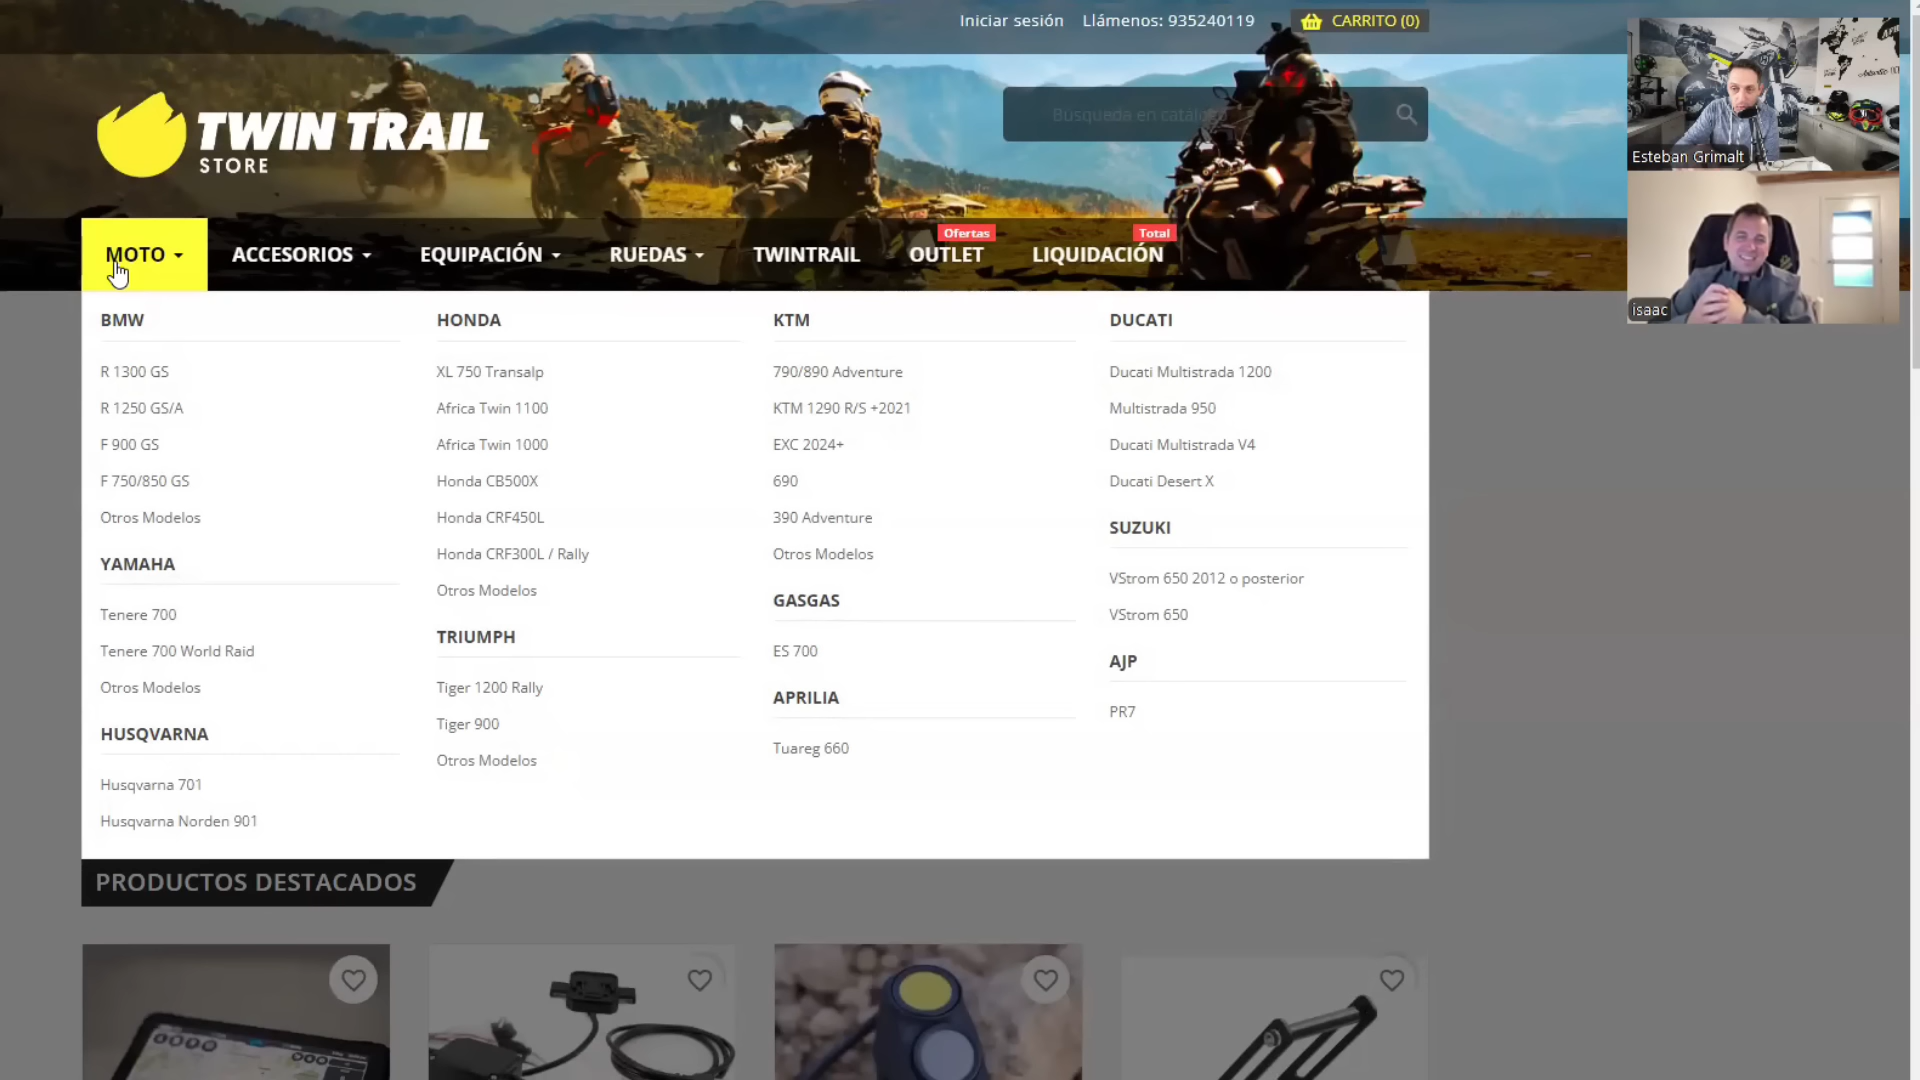 Iniciar sesión Llámenos: 935240119 CARRITO (0)
TWIN TRAIL
STORE
Búsqueda en catálogo
Esteban Grimalt
isaac
MOTO ACCESORIOS EQUIPACIÓN RUEDAS TWINTRAIL OUTLET Ofertas LIQUIDACIÓN Total
BMW
R 1300 GS
R 1250 GS/A
F 900 GS
F 750/850 GS
Otros Modelos
YAMAHA
Tenere 700
Tenere 700 World Raid
Otros Modelos
HUSQVARNA
Husqvarna 701
Husqvarna Norden 901
HONDA
XL 750 Transalp
Africa Twin 1100
Africa Twin 1000
Honda CB500X
Honda CRF450L
Honda CRF300L / Rally
Otros Modelos
TRIUMPH
Tiger 1200 Rally
Tiger 900
Otros Modelos
KTM
790/890 Adventure
KTM 1290 R/S +2021
EXC 2024+
690
390 Adventure
Otros Modelos
GASGAS
ES 700
APRILIA
Tuareg 660
DUCATI
Ducati Multistrada 1200
Multistrada 950
Ducati Multistrada V4
Ducati Desert X
SUZUKI
VStrom 650 2012 o posterior
VStrom 650
AJP
PR7
PRODUCTOS DESTACADOS